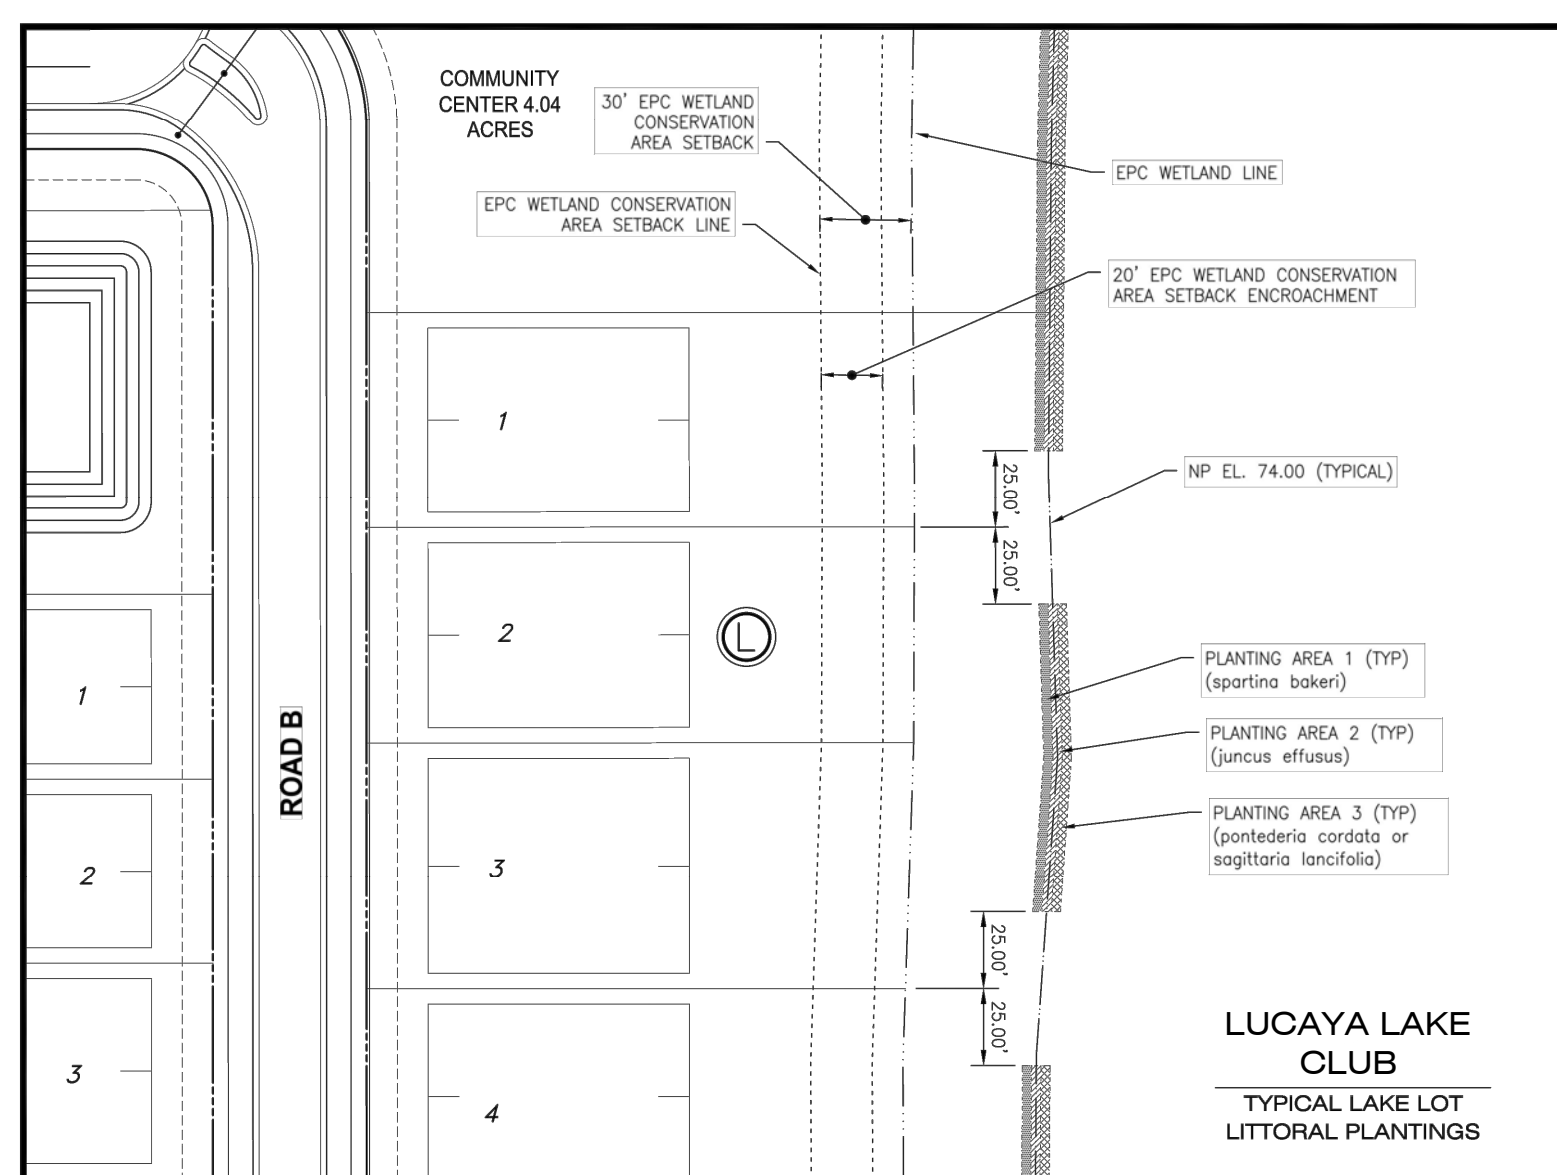 COMMUNITY
CENTER 4.04
ACRES
30' EPC WETLAND
CONSERVATION
AREA SETBACK
EPC WETLAND LINE
EPC WETLAND CONSERVATION
AREA SETBACK LINE
20' EPC WETLAND CONSERVATION
AREA SETBACK ENCROACHMENT
1
25.00'
NP EL. 74.00 (TYPICAL)
25.00'
2
L
PLANTING AREA 1 (TYP)
(spartina bakeri)
1
PLANTING AREA 2 (TYP)
(juncus effusus)
ROAD B
PLANTING AREA 3 (TYP)
(pontederia cordata or
sagittaria lancifolia)
3
2
25.00'
25.00'
LUCAYA LAKE
CLUB
3
4
TYPICAL LAKE LOT
LITTORAL PLANTINGS